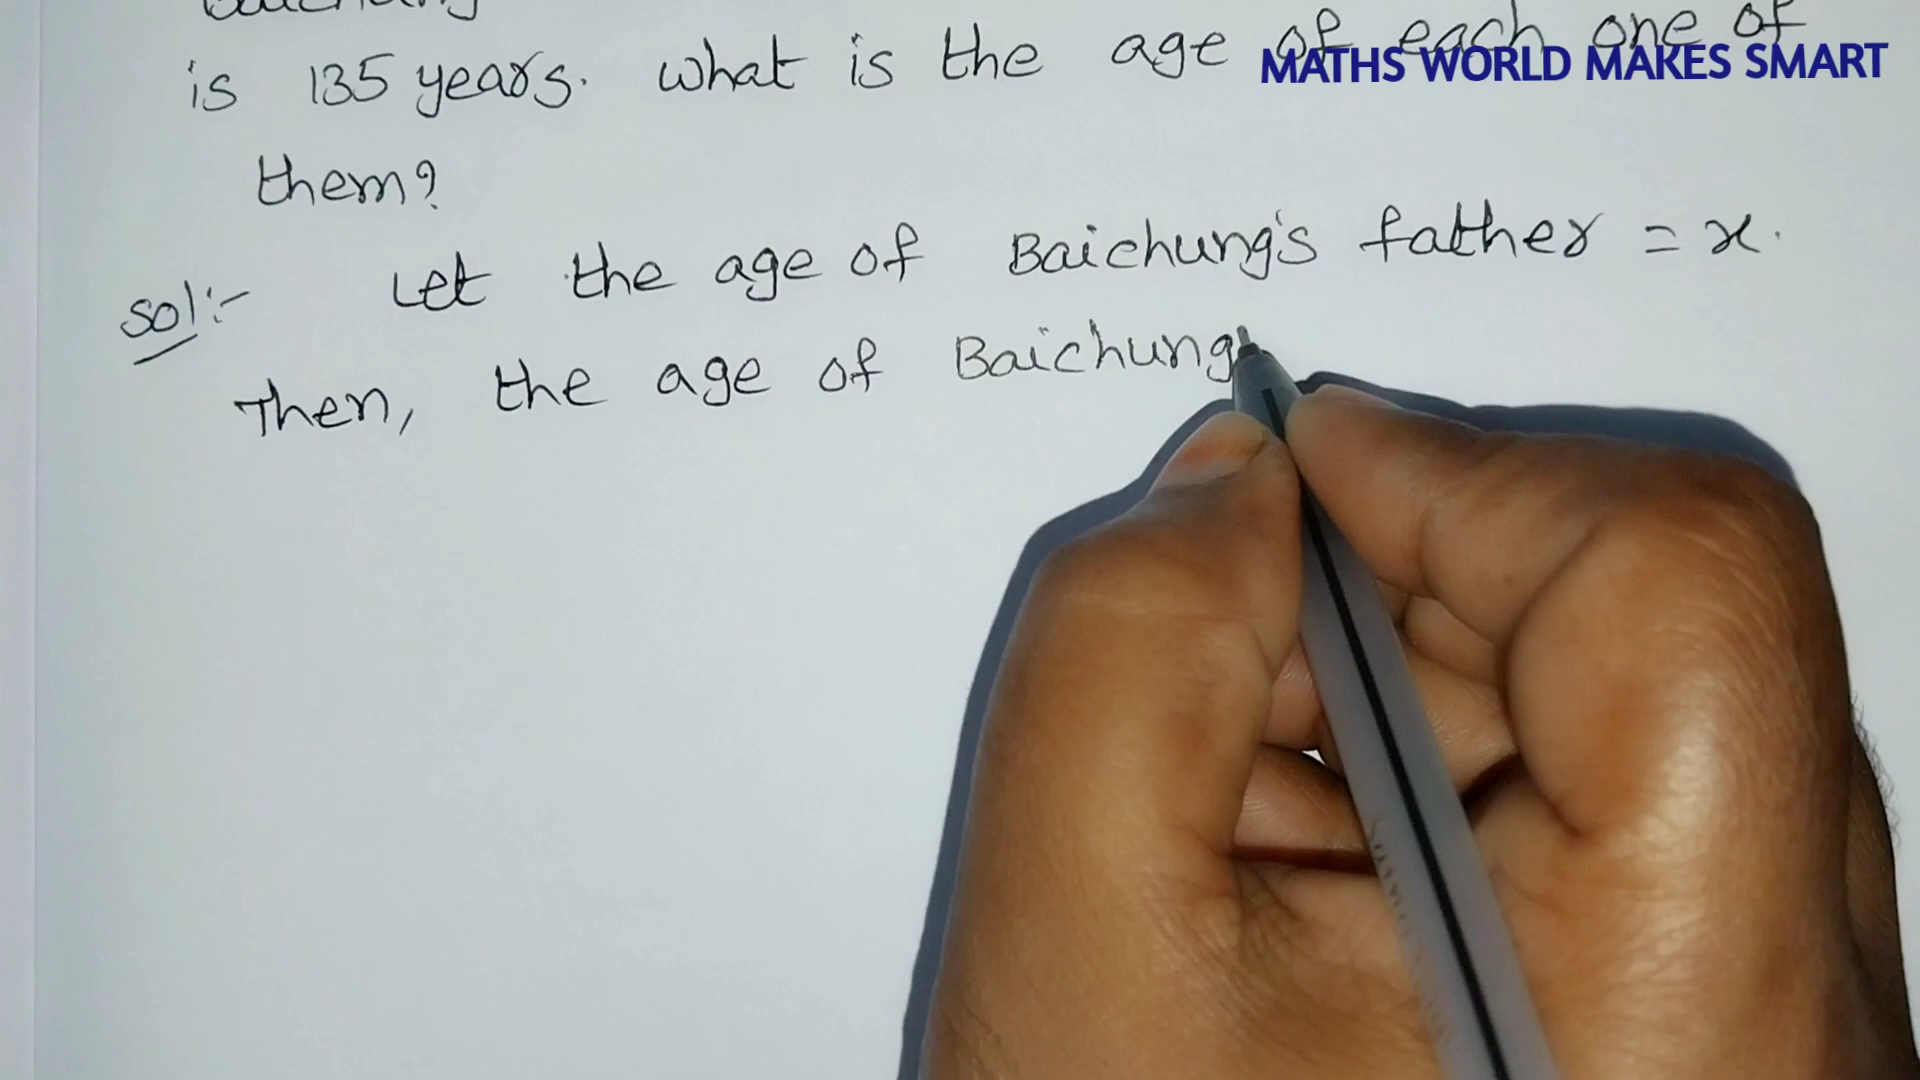 Baichung
is 135 years. what is the age of each one of
MATHS WORLD MAKES SMART
them?
Sol:- Let the age of Baichung's father = x.
Then, the age of Baichung